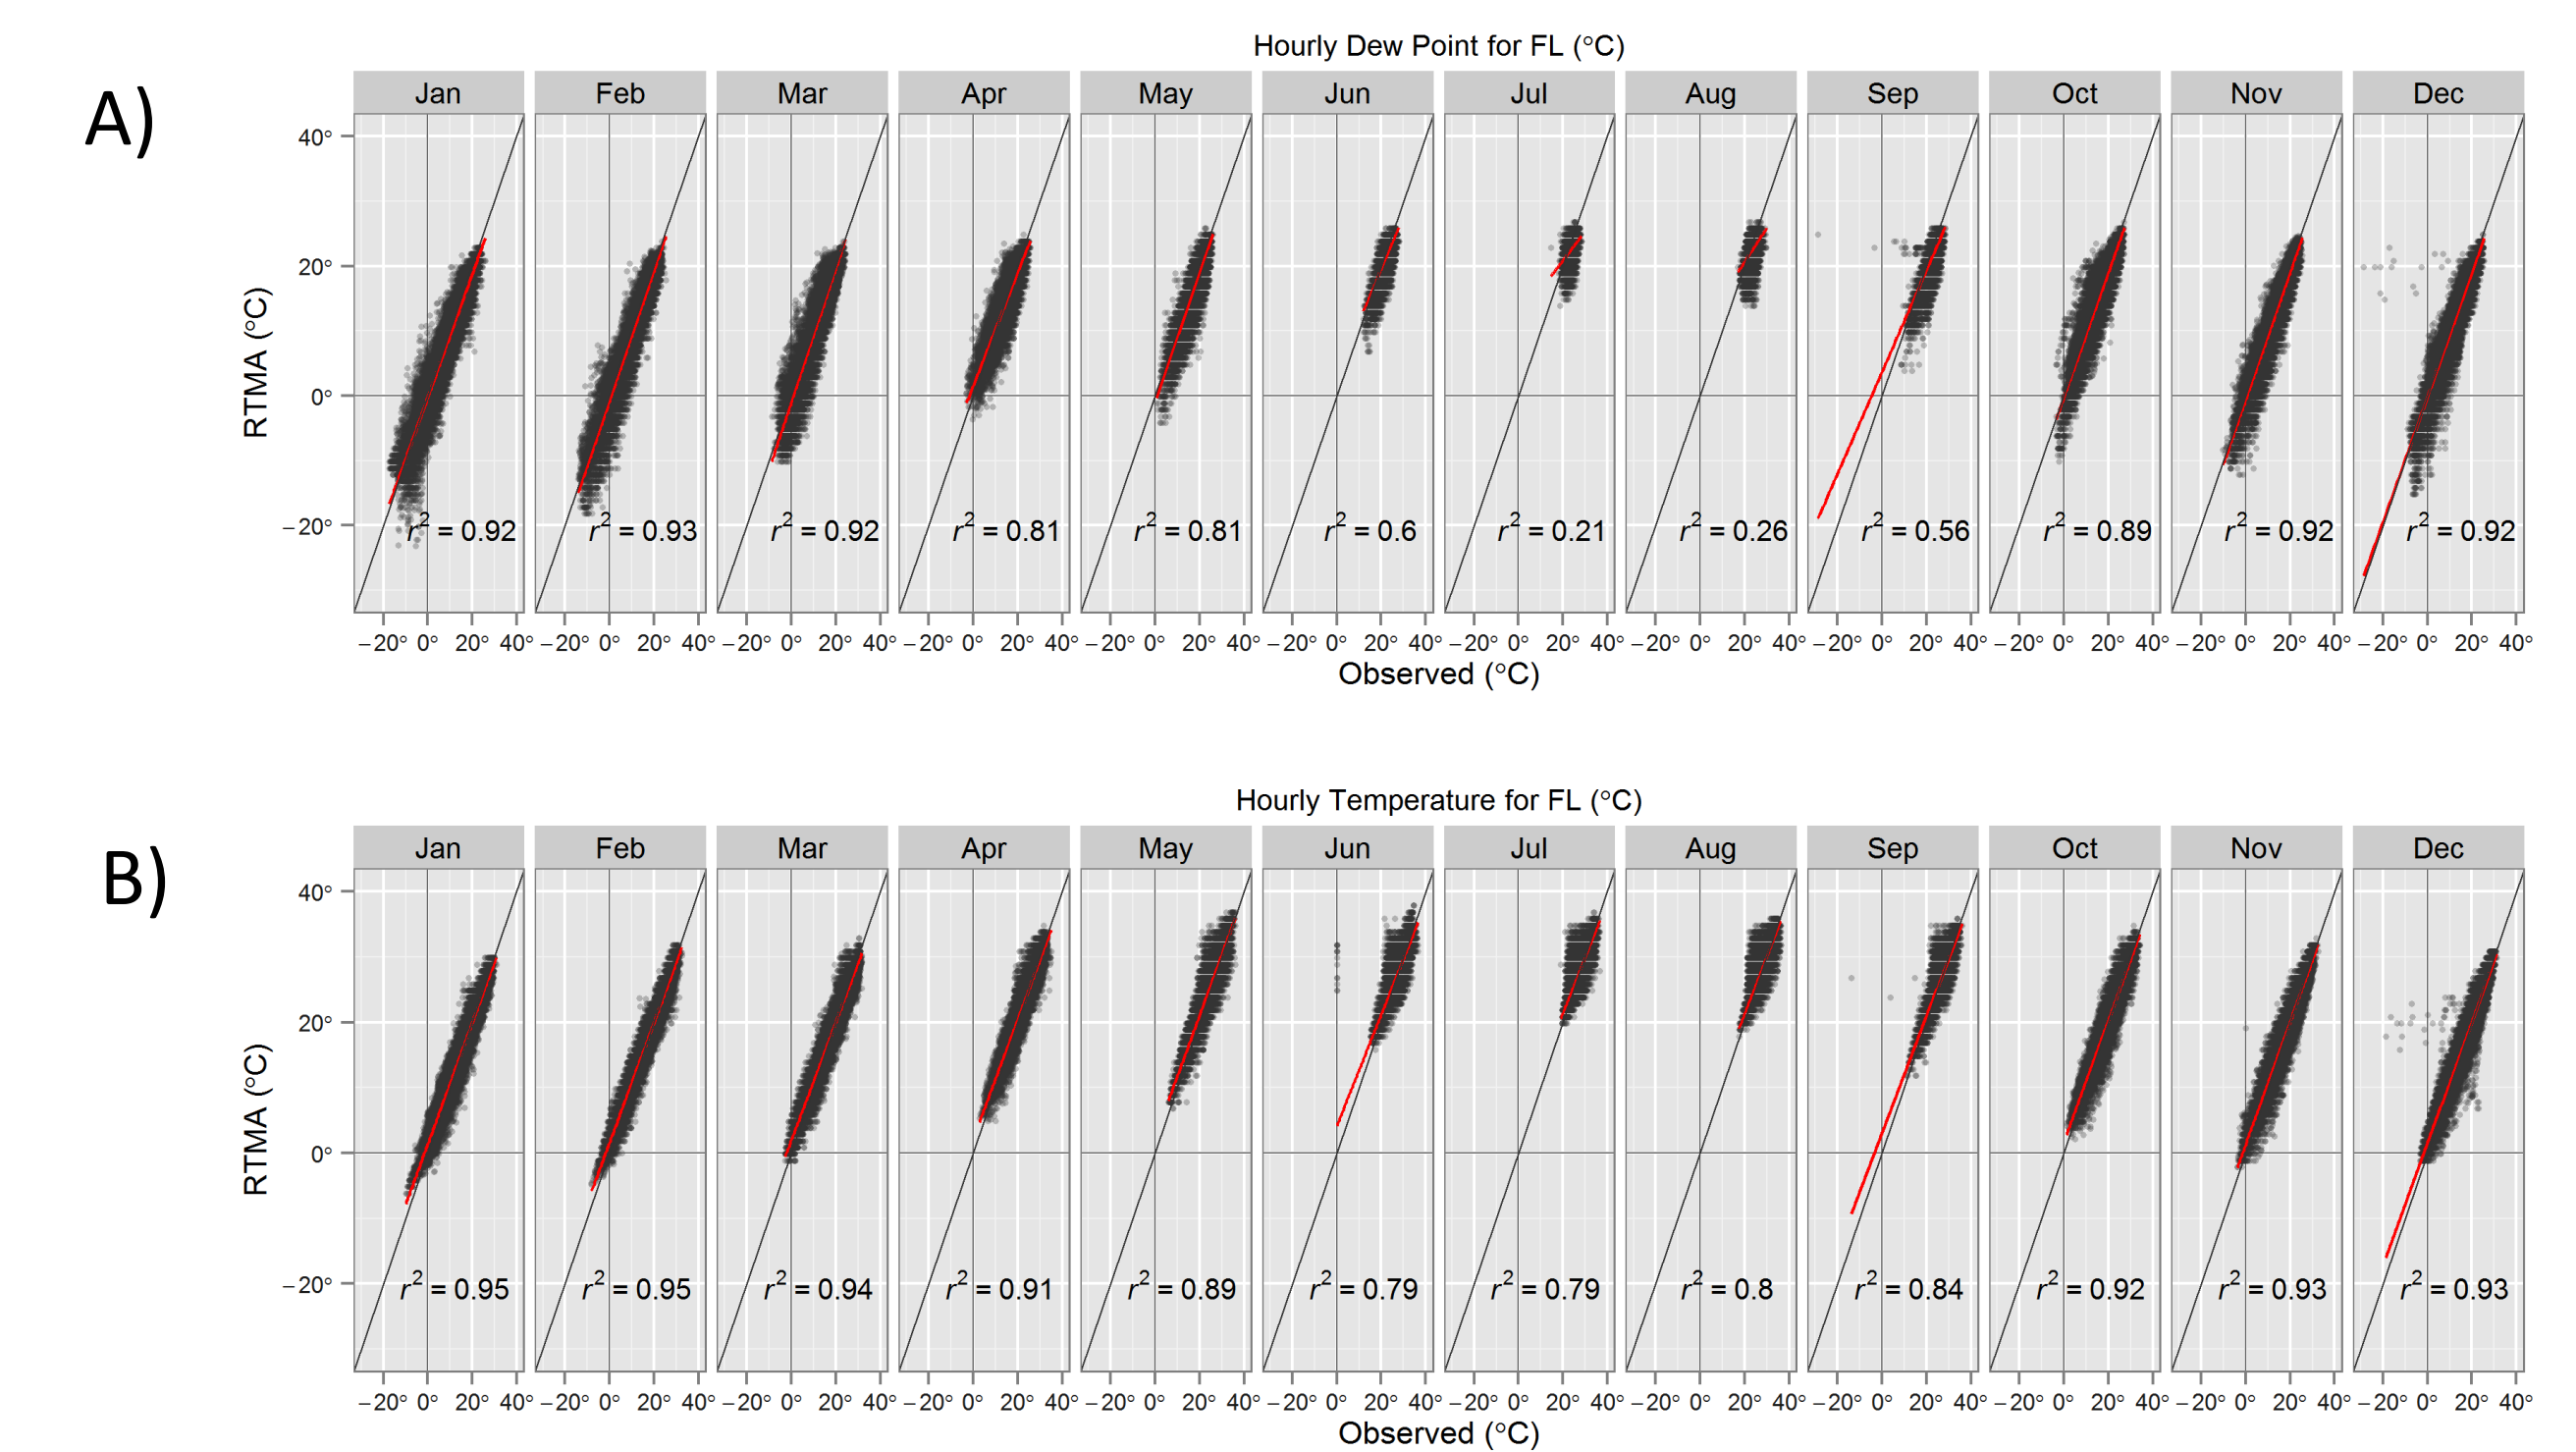 Hourly Dew Point for FL (°C)
A)
Jan Feb Mar Apr May Jun Jul Aug Sep Oct Nov Dec
40°
20°
0°
−20°
RTMA (°C)
r2 = 0.92 r2 = 0.93 r2 = 0.92 r2 = 0.81 r2 = 0.81 r2 = 0.6 r2 = 0.21 r2 = 0.26 r2 = 0.56 r2 = 0.89 r2 = 0.92 r2 = 0.92
−20° 0° 20° 40° −20° 0° 20° 40° −20° 0° 20° 40° −20° 0° 20° 40° −20° 0° 20° 40° −20° 0° 20° 40° −20° 0° 20° 40° −20° 0° 20° 40° −20° 0° 20° 40° −20° 0° 20° 40° −20° 0° 20° 40° −20° 0° 20° 40°
Observed (°C)
Hourly Temperature for FL (°C)
B)
Jan Feb Mar Apr May Jun Jul Aug Sep Oct Nov Dec
40°
20°
0°
−20°
RTMA (°C)
r2 = 0.95 r2 = 0.95 r2 = 0.94 r2 = 0.91 r2 = 0.89 r2 = 0.79 r2 = 0.79 r2 = 0.8 r2 = 0.84 r2 = 0.92 r2 = 0.93 r2 = 0.93
−20° 0° 20° 40° −20° 0° 20° 40° −20° 0° 20° 40° −20° 0° 20° 40° −20° 0° 20° 40° −20° 0° 20° 40° −20° 0° 20° 40° −20° 0° 20° 40° −20° 0° 20° 40° −20° 0° 20° 40° −20° 0° 20° 40° −20° 0° 20° 40°
Observed (°C)